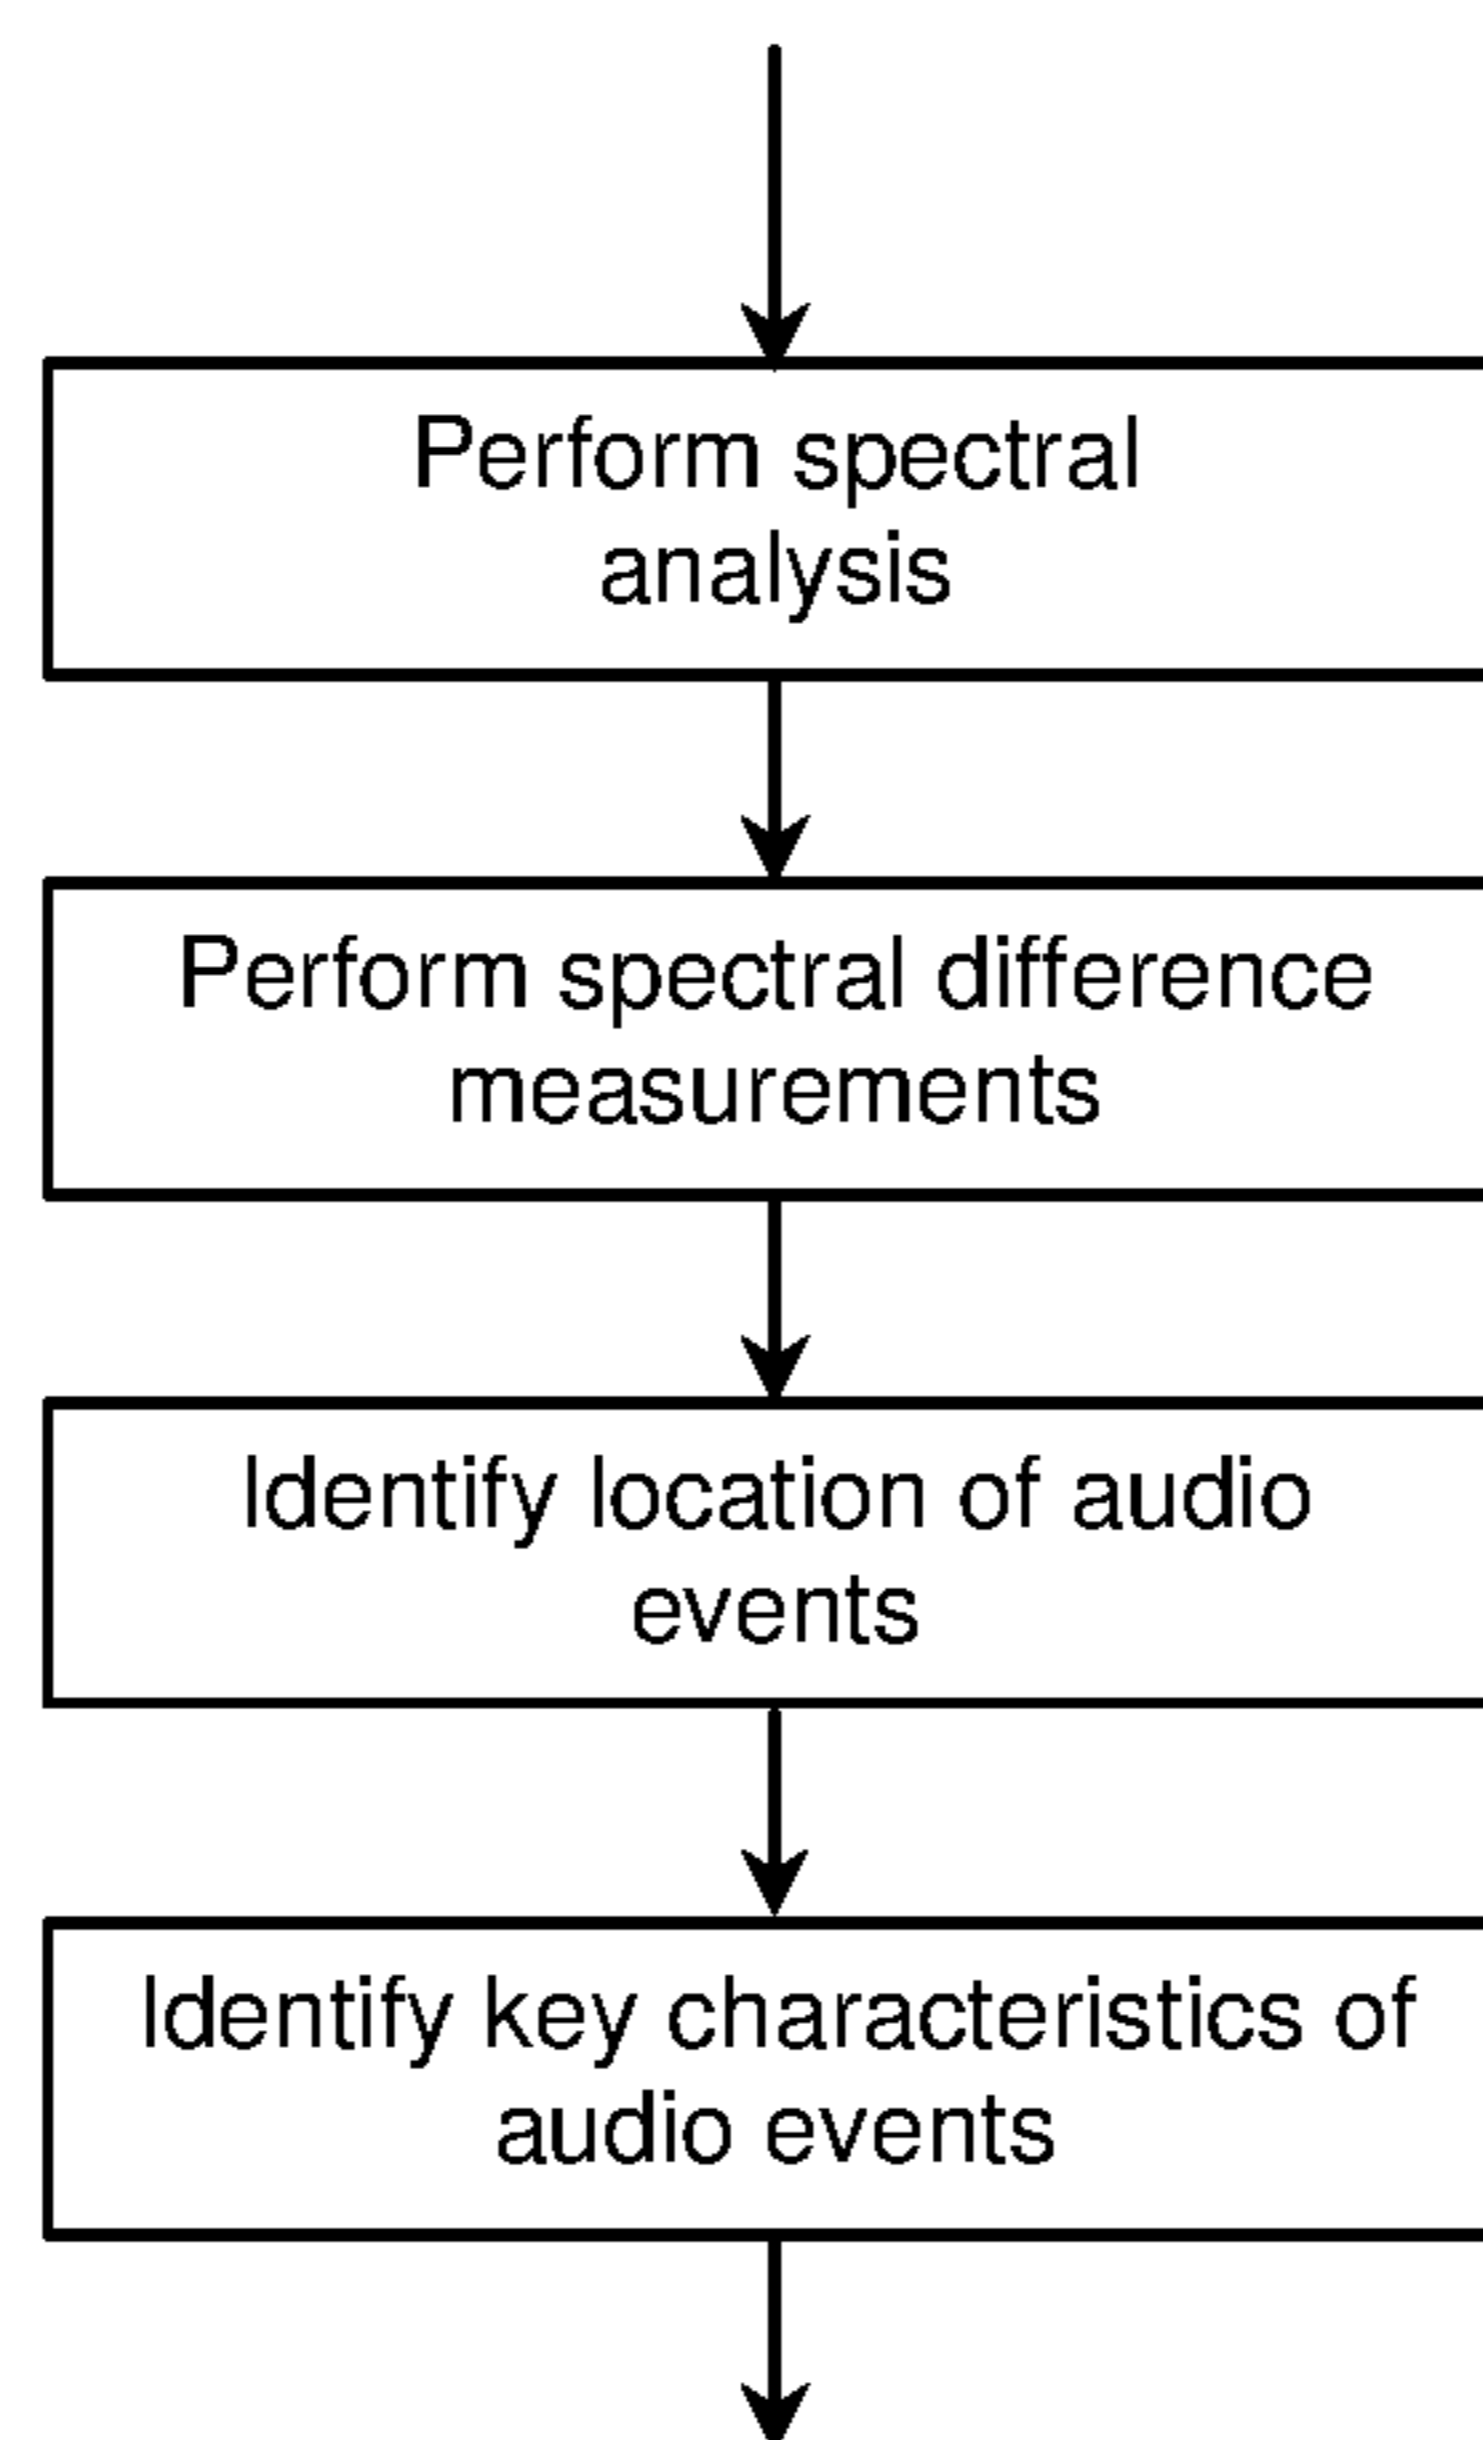 Perform spectral
analysis
Perform spectral difference
measurements
Identify location of audio
events
Identify key characteristics of
audio events